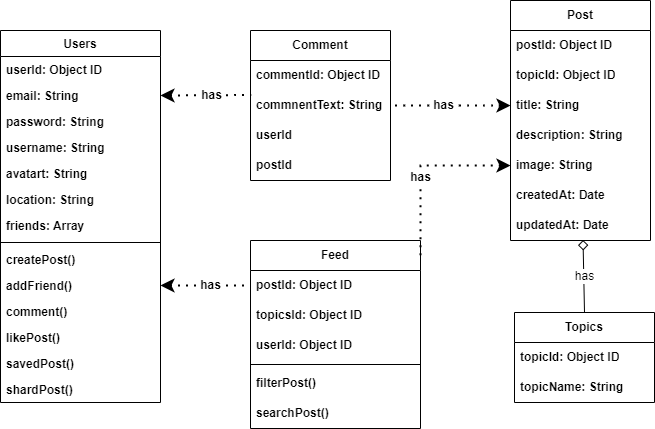 Users
userId: Object ID
email: String
password: String
username: String
avatart: String
location: String
friends: Array
createPost()
addFriend()
comment()
likePost()
savedPost()
shardPost()
has
has
Comment
commentId: Object ID
commnentText: String
userId
postId
Feed
postId: Object ID
topicsId: Object ID
userId: Object ID
filterPost()
searchPost()
has
has
Post
postId: Object ID
topicId: Object ID
title: String
description: String
image: String
createdAt: Date
updatedAt: Date
has
Topics
topicId: Object ID
topicName: String